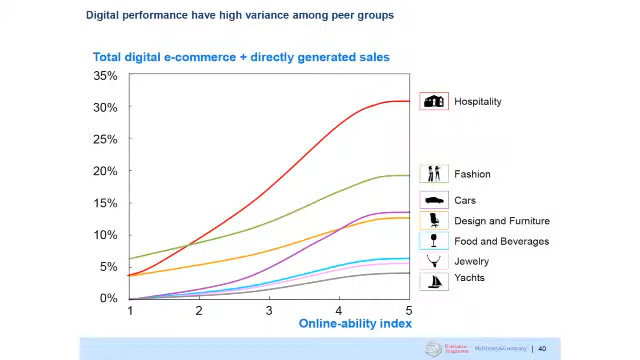 Digital performance have high variance among peer groups
Total digital e-commerce + directly generated sales
35%
30%
25%
20%
15%
10%
5%
0%
1 2 3 4 5
Online-ability index
Hospitality
Fashion
Cars
Design and Furniture
Food and Beverages
Jewelry
Yachts
McKinsey&Company | 40